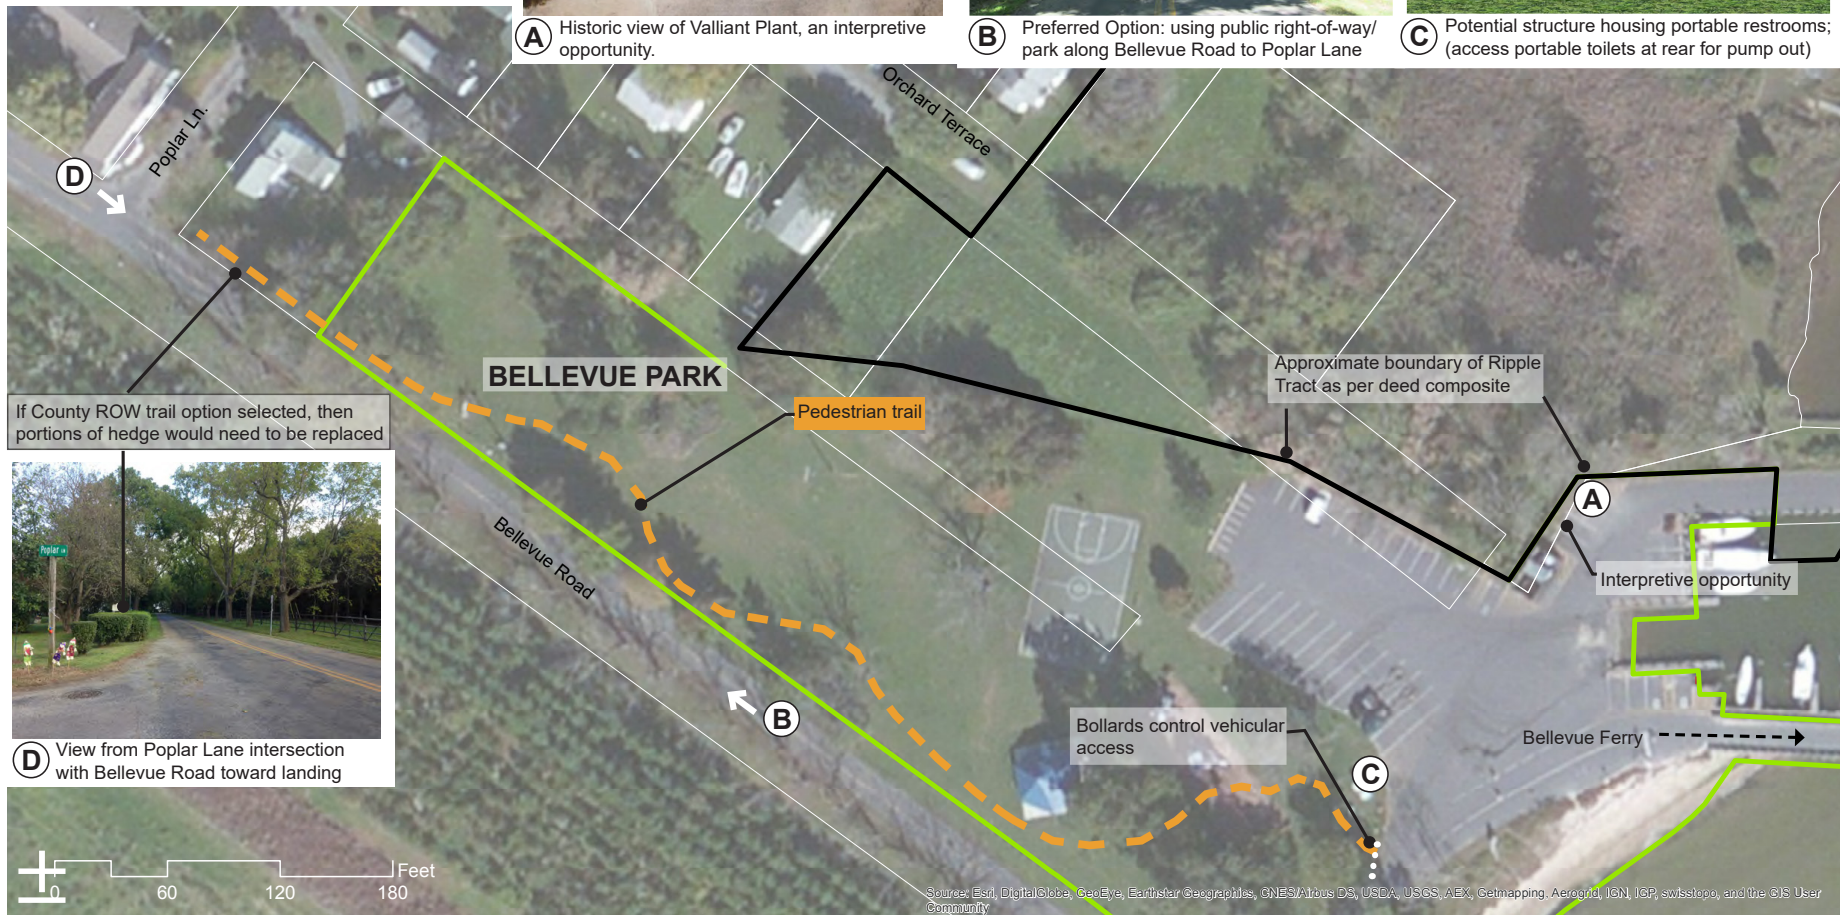 A
Historic view of Valliant Plant, an interpretive
opportunity.
B
Preferred Option: using public right-of-way/
park along Bellevue Road to Poplar Lane
C
Potential structure housing portable restrooms;
(access portable toilets at rear for pump out)
Orchard Terrace
Poplar Ln.
D
BELLEVUE PARK
Approximate boundary of Ripple
Tract as per deed composite
Pedestrian trail
If County ROW trail option selected, then
portions of hedge would need to be replaced
A
Interpretive opportunity
Bellevue Road
Poplar LN
B
Bollards control vehicular
access
Bellevue Ferry
C
D
View from Poplar Lane intersection
with Bellevue Road toward landing
Feet
0 60 120 180
Source: Esri, DigitalGlobe, GeoEye, Earthstar Geographics, CNES/Airbus DS, USDA, USGS, AEX, Getmapping, Aerogrid, IGN, IGP, swisstopo, and the GIS User
Community